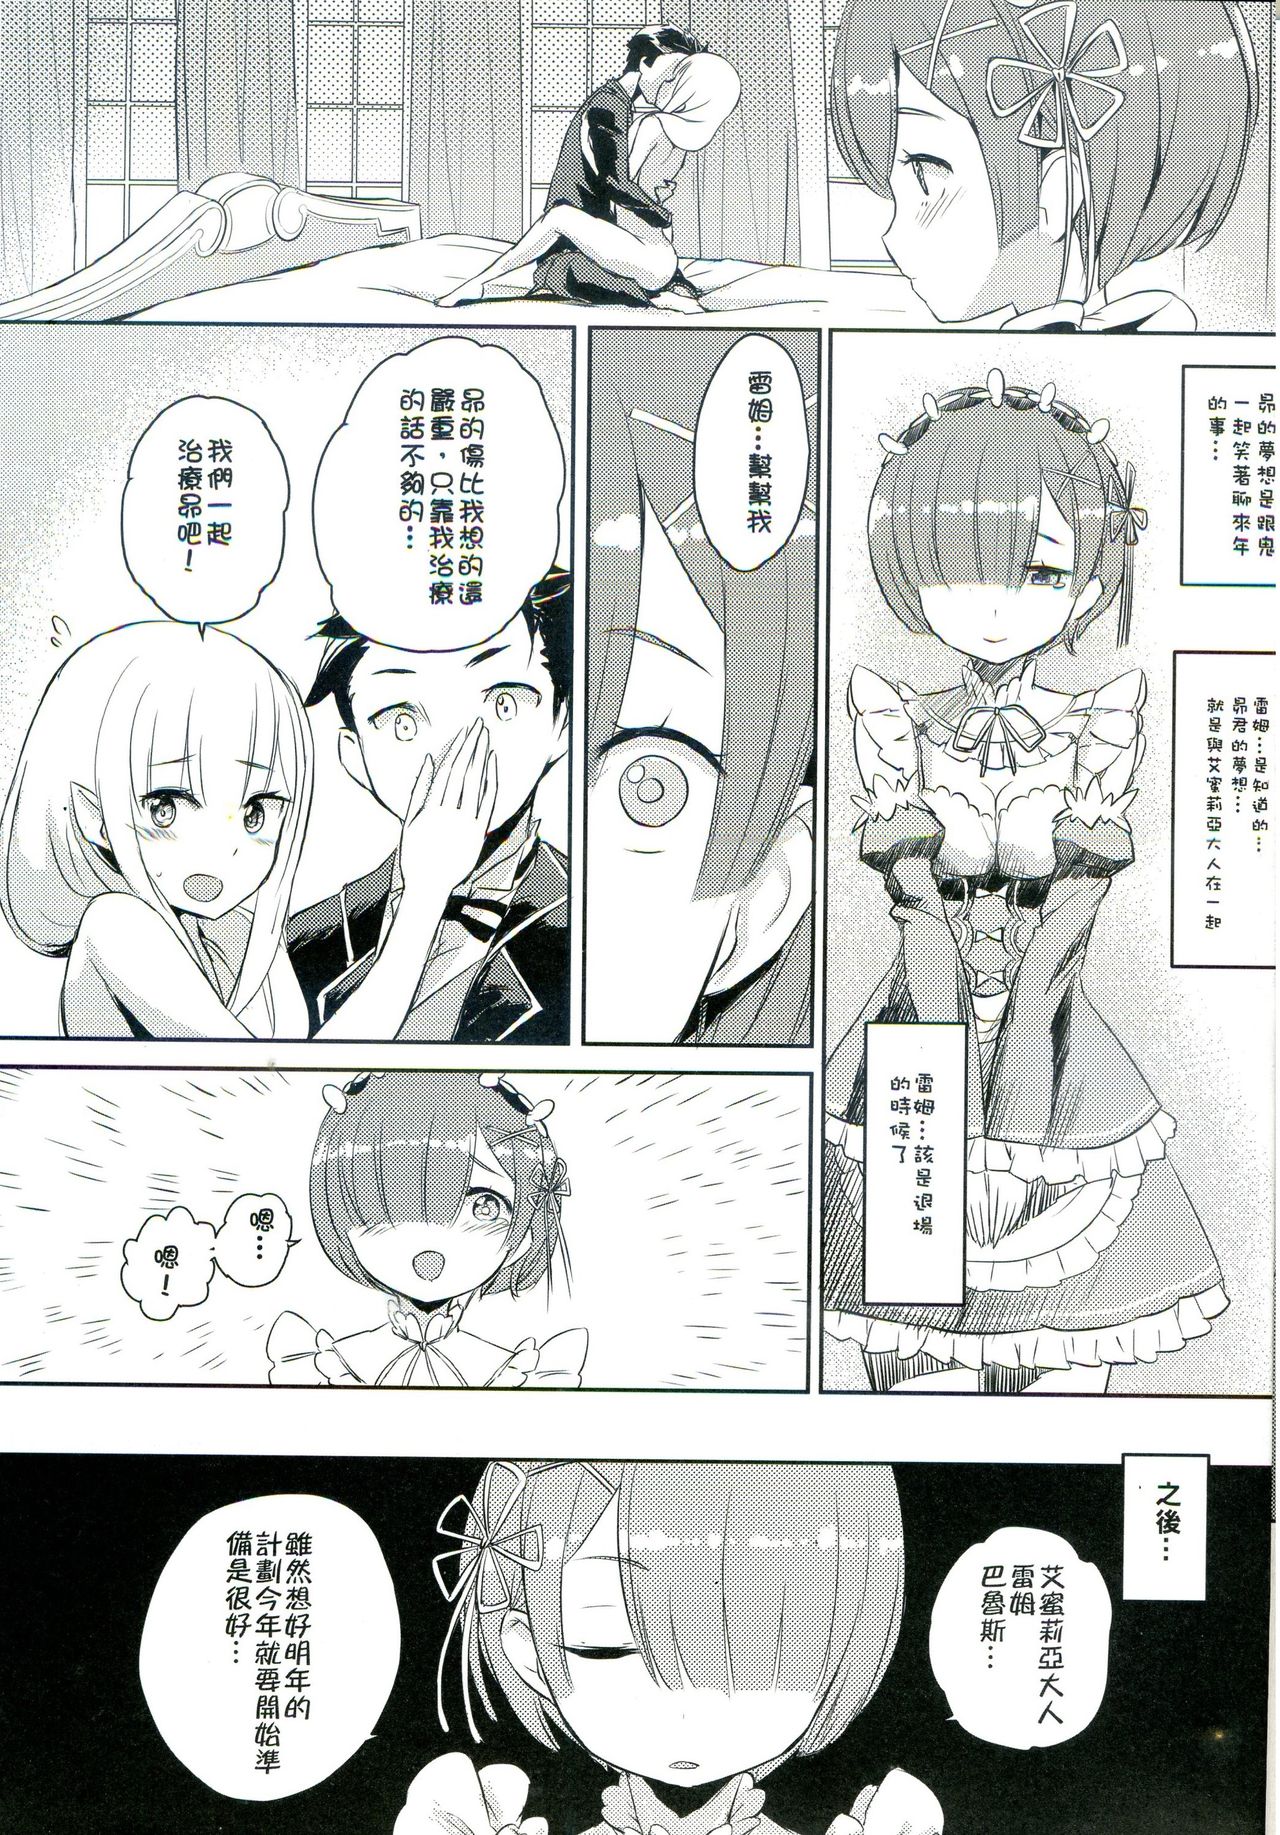 昴的夢想是跟鬼
一起笑著聊來年
的事…
雷姆…是知道的…
昴君的夢想…
就是與艾蜜莉亞大人在一起
雷姆…該是退場
的時候了
雷姆…幫幫我
昴的傷比我想的還
嚴重，只靠我治療
的話不夠的…
我們一起
治療昴吧！
嗯…
嗯！
之後…
艾蜜莉亞大人
雷姆
巴魯斯…
雖然想好明年的
計劃今年就要開始準
備是很好…